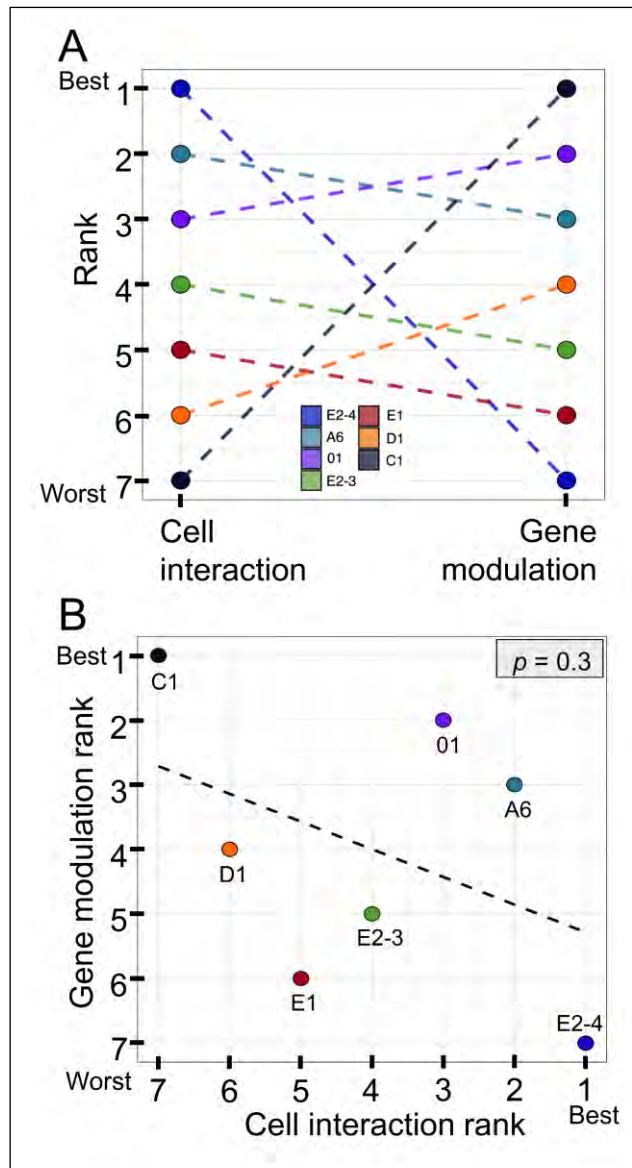 A
Best 1
2
3
4
5
6
Worst 7
Rank
E2-4 E1
A6 D1
01 C1
E2-3
Cell Gene
interaction modulation
B
Best 1
p = 0.3
C1
2
01
3
A6
4
D1
5
E2-3
6
E1
E2-4
7
Gene modulation rank
Worst 7 6 5 4 3 2 1
Cell interaction rank Best